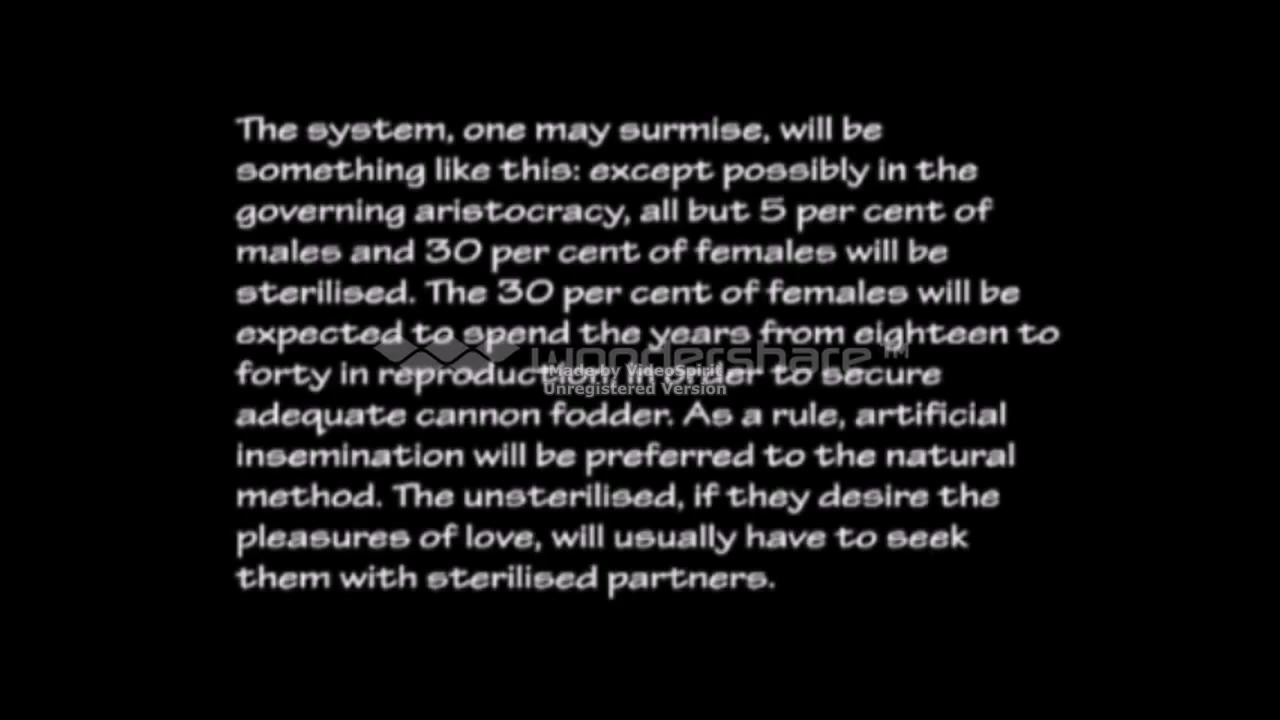 The system, one may surmise, will be
something like this: except possibly in the
governing aristocracy, all but 5 per cent of
males and 30 per cent of females will be
sterilised. The 30 per cent of females will be
expected to spend the years from eighteen to
wondershare™
forty in reproduction, in order to secure
Made by VideoSpirit
Unregistered Version
adequate cannon fodder. As a rule, artificial
insemination will be preferred to the natural
method. The unsterilised, if they desire the
pleasures of love, will usually have to seek
them with sterilised partners.